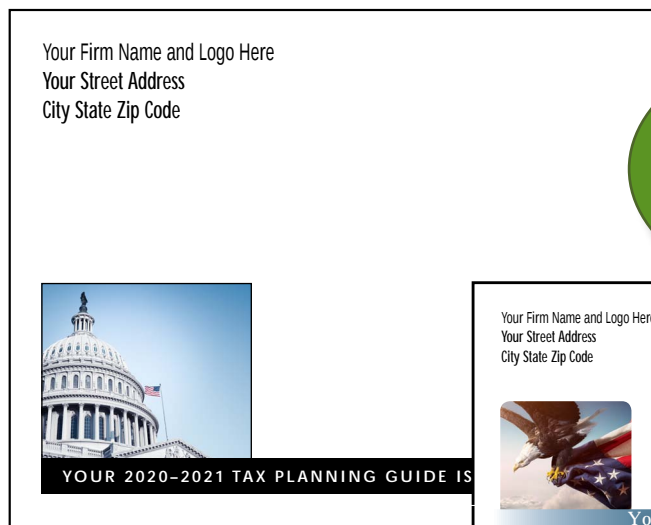 Your Firm Name and Logo Here
Your Street Address
City State Zip Code
YOUR 2020–2021 TAX PLANNING GUIDE IS
Your Firm Name and Logo Here
Your Street Address
City State Zip Code